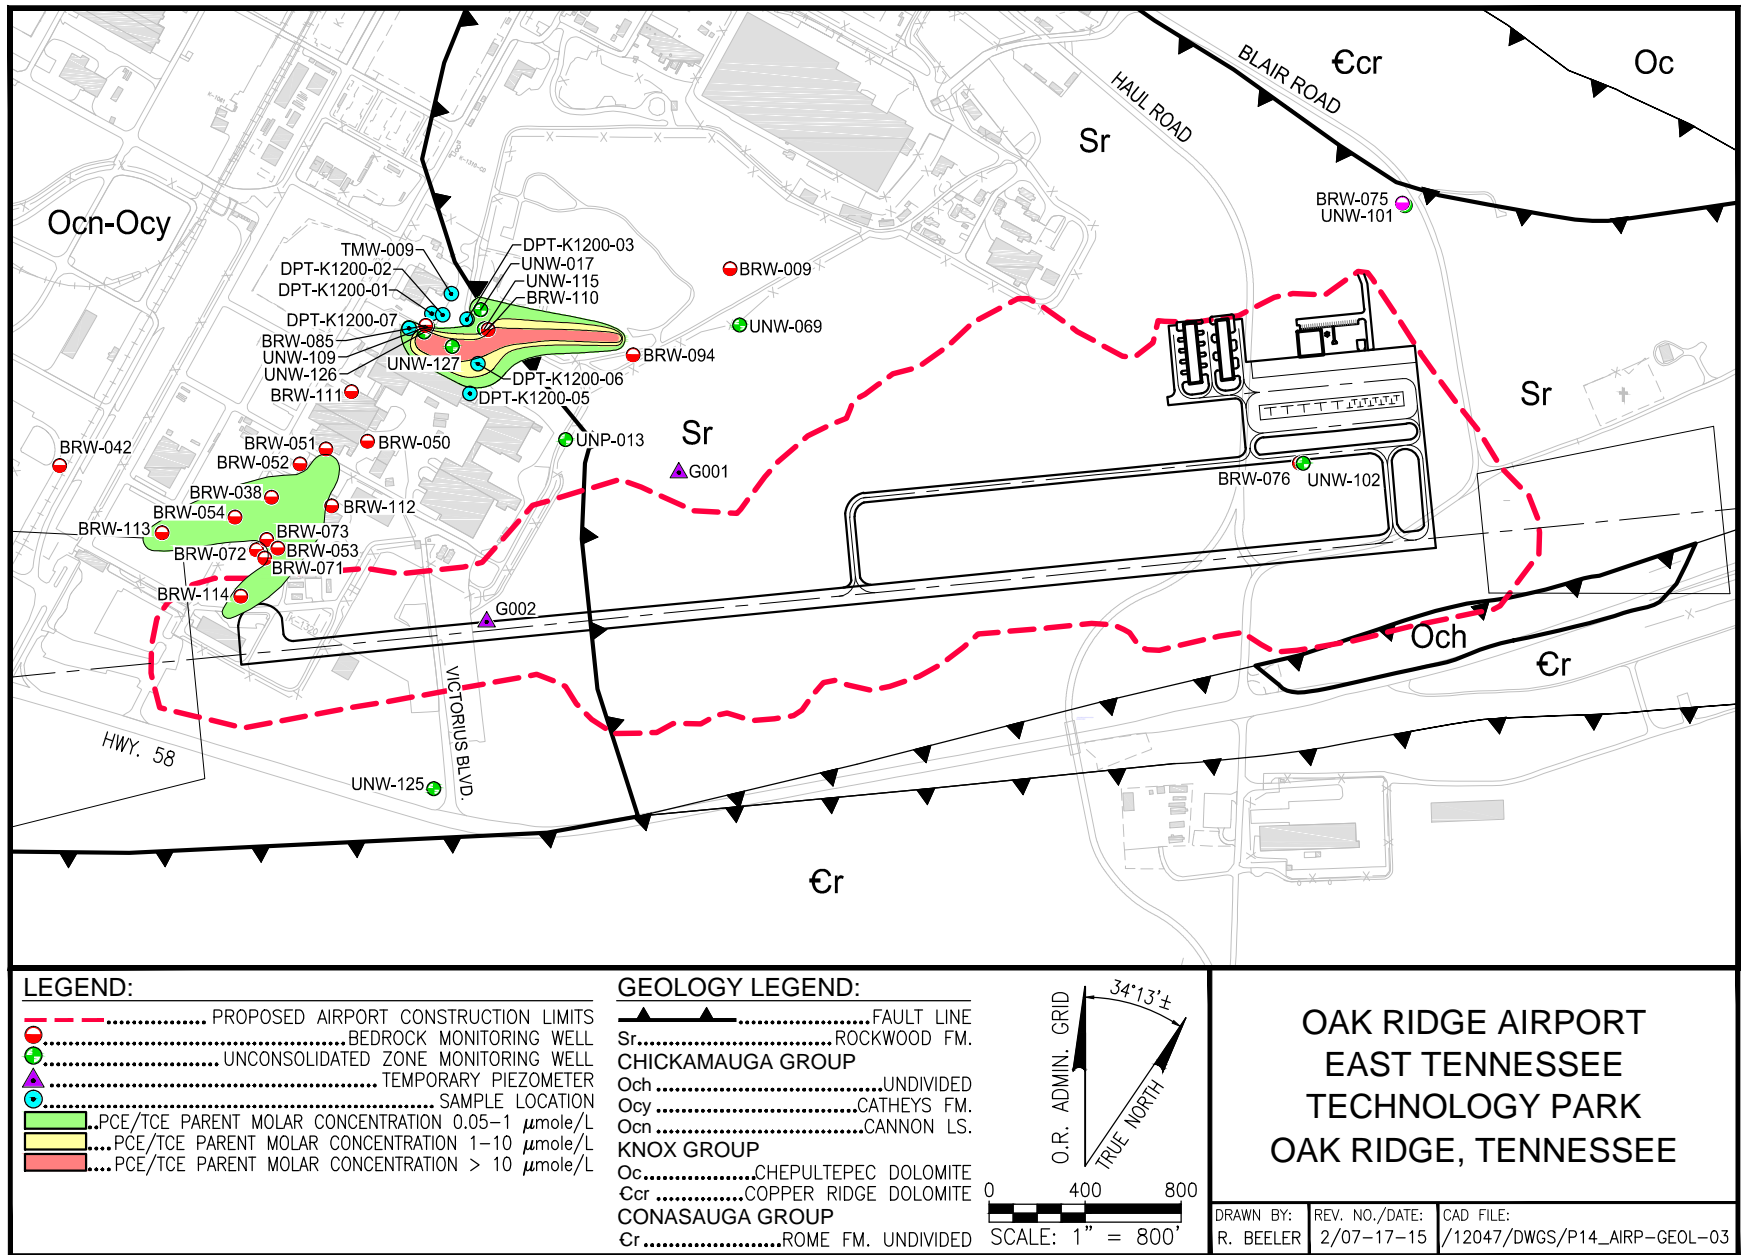 Ꞓcr
Oc
BLAIR ROAD
HAUL ROAD
Sr
Ocn-Ocy
BRW-075
UNW-101
TMW-009
DPT-K1200-03
DPT-K1200-02
UNW-017
DPT-K1200-01
UNW-115
BRW-110
BRW-009
DPT-K1200-07
UNW-069
BRW-085
UNW-109
UNW-127
UNW-126
BRW-094
DPT-K1200-06
BRW-111
DPT-K1200-05
Sr
BRW-042
BRW-051
BRW-050
UNP-013
Sr
BRW-052
G001
BRW-076
UNW-102
BRW-038
BRW-054
BRW-112
BRW-113
BRW-073
BRW-072
BRW-053
BRW-071
BRW-114
G002
Och
Ꞓr
VICTORIUS BLVD.
HWY. 58
UNW-125
Ꞓr
LEGEND:
PROPOSED AIRPORT CONSTRUCTION LIMITS
BEDROCK MONITORING WELL
UNCONSOLIDATED ZONE MONITORING WELL
TEMPORARY PIEZOMETER
SAMPLE LOCATION
PCE/TCE PARENT MOLAR CONCENTRATION 0.05-1 µmole/L
PCE/TCE PARENT MOLAR CONCENTRATION 1-10 µmole/L
PCE/TCE PARENT MOLAR CONCENTRATION > 10 µmole/L
GEOLOGY LEGEND:
FAULT LINE
Sr ROCKWOOD FM.
CHICKAMAUGA GROUP
Och UNDIVIDED
Ocy CATHEYS FM.
Ocn CANNON LS.
KNOX GROUP
Oc CHEPULTEPEC DOLOMITE
Ꞓcr COPPER RIDGE DOLOMITE
CONASAUGA GROUP
Ꞓr ROME FM. UNDIVIDED
34°13'±
O.R. ADMIN. GRID
TRUE NORTH
0 400 800
SCALE: 1" = 800'
OAK RIDGE AIRPORT
EAST TENNESSEE
TECHNOLOGY PARK
OAK RIDGE, TENNESSEE
DRAWN BY:
R. BEELER
REV. NO./DATE:
2/07-17-15
CAD FILE:
/12047/DWGS/P14_AIRP-GEOL-03